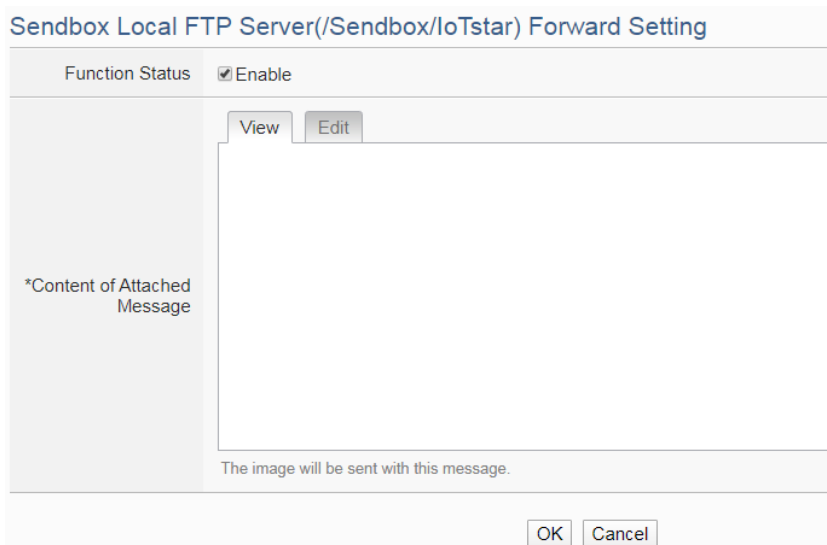 Sendbox Local FTP Server(/Sendbox/IoTstar) Forward Setting
Function Status
Enable
View
Edit
*Content of Attached
Message
The image will be sent with this message.
OK
Cancel